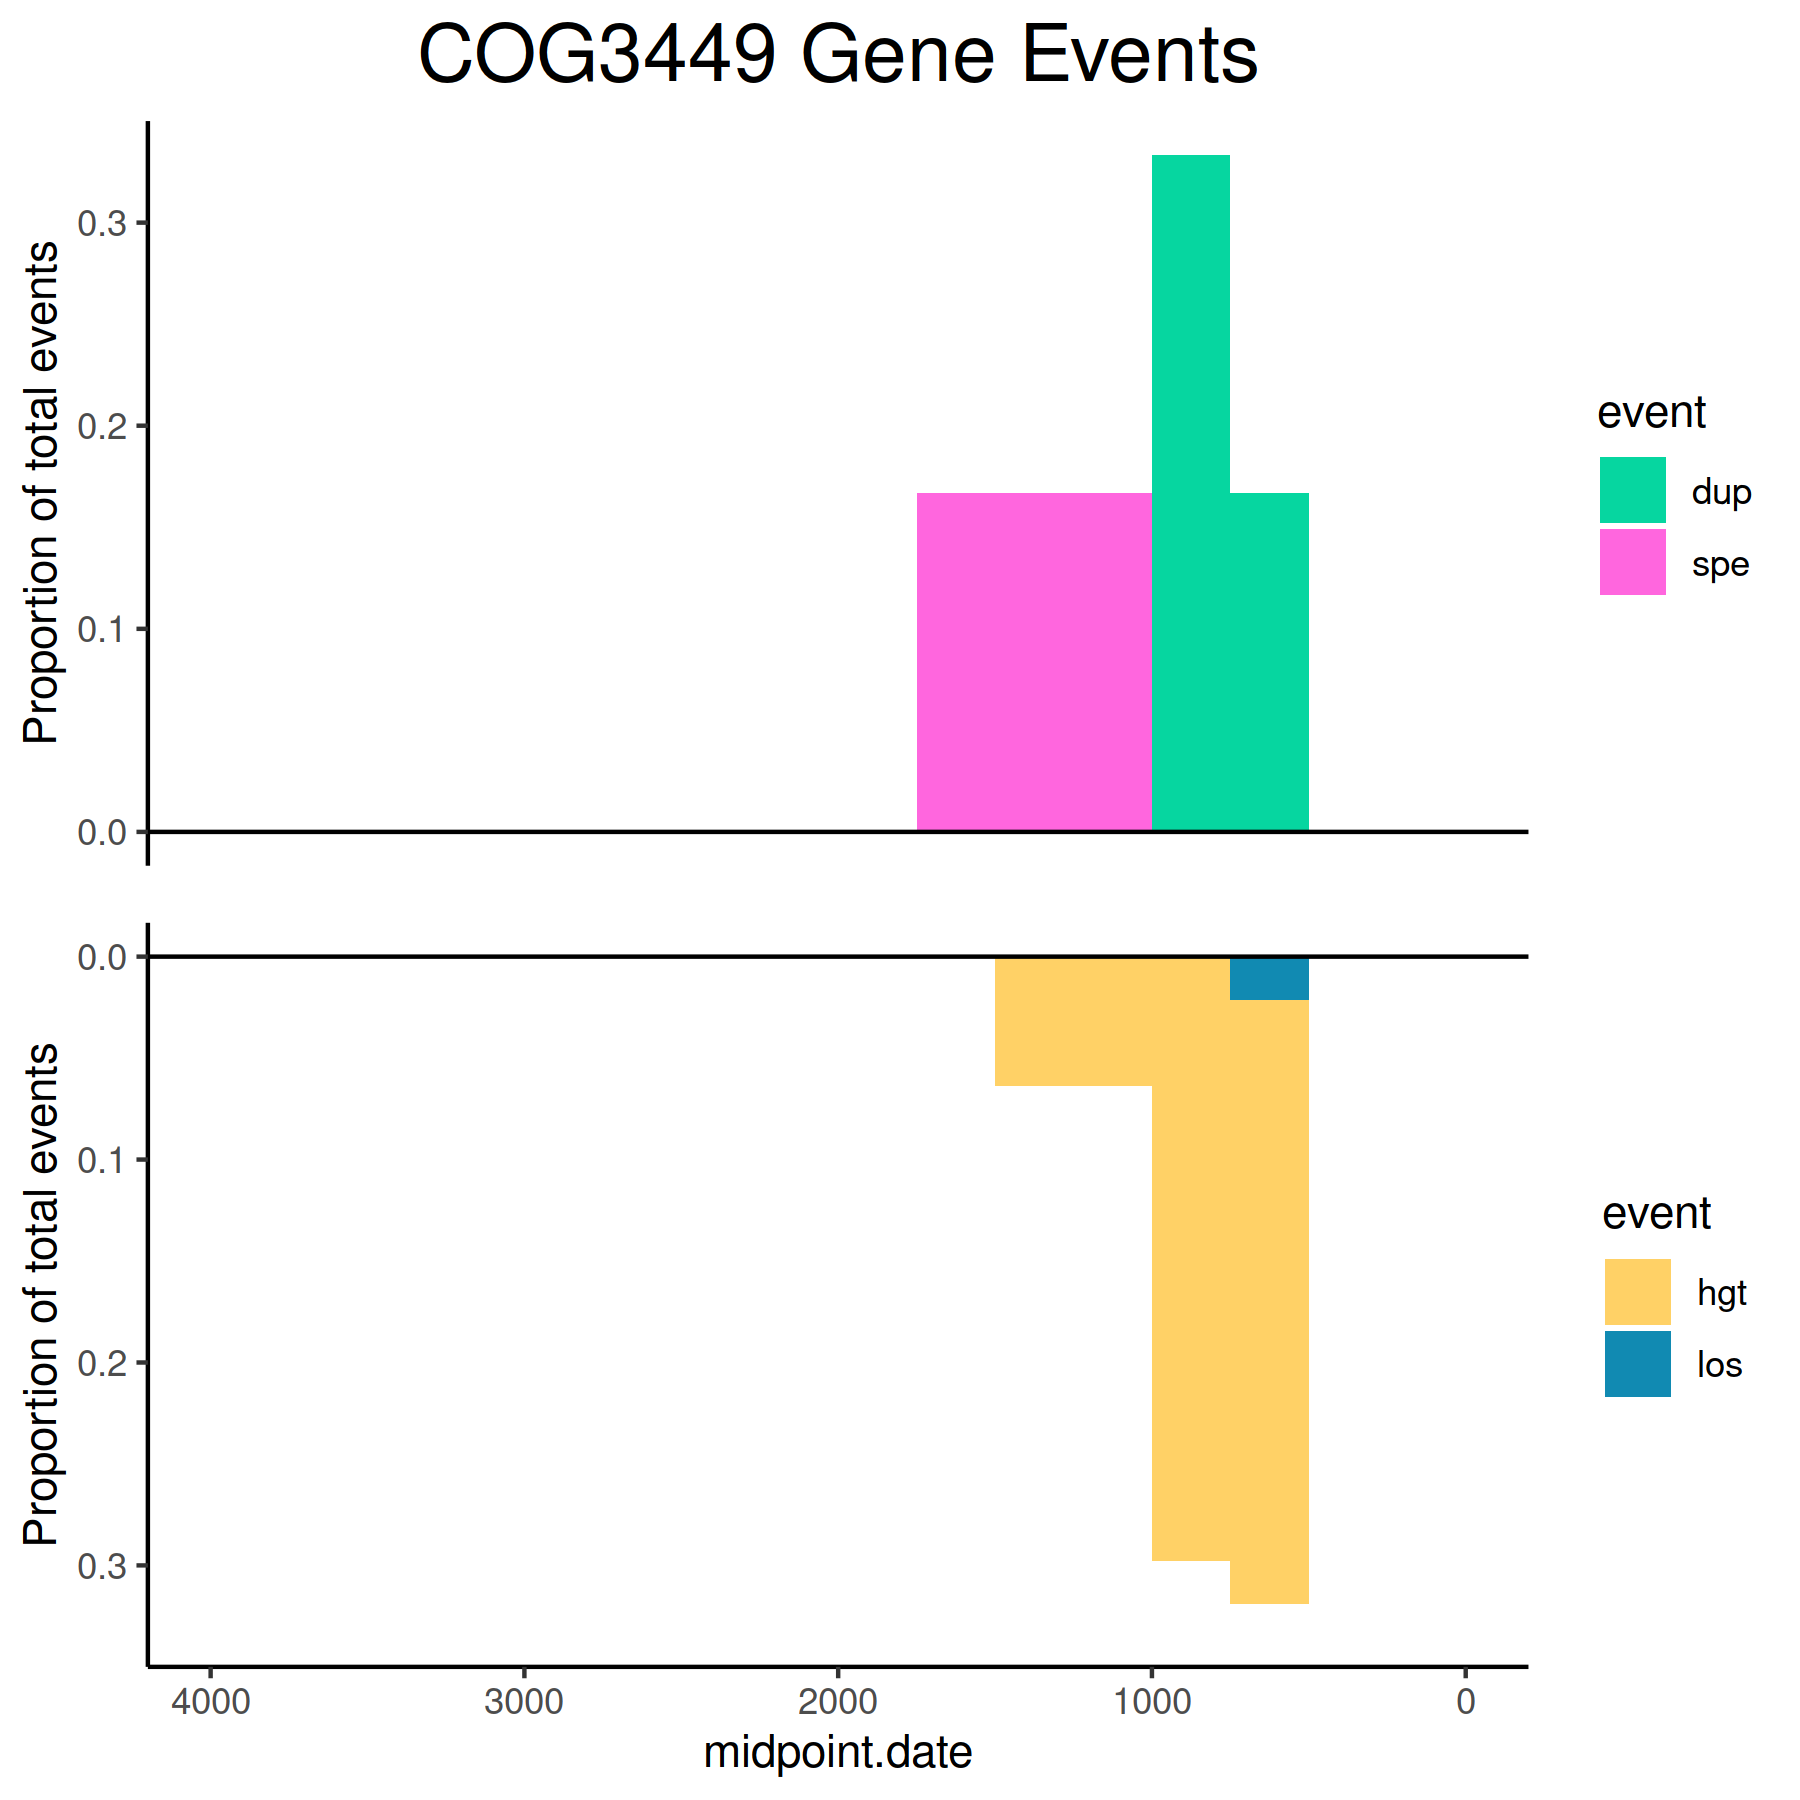 COG3449 Gene Events
Proportion of total events
0.3
0.2
0.1
0.0
event
dup
spe
Proportion of total events
0.0
0.1
0.2
0.3
event
hgt
los
4000 3000 2000 1000 0
midpoint.date